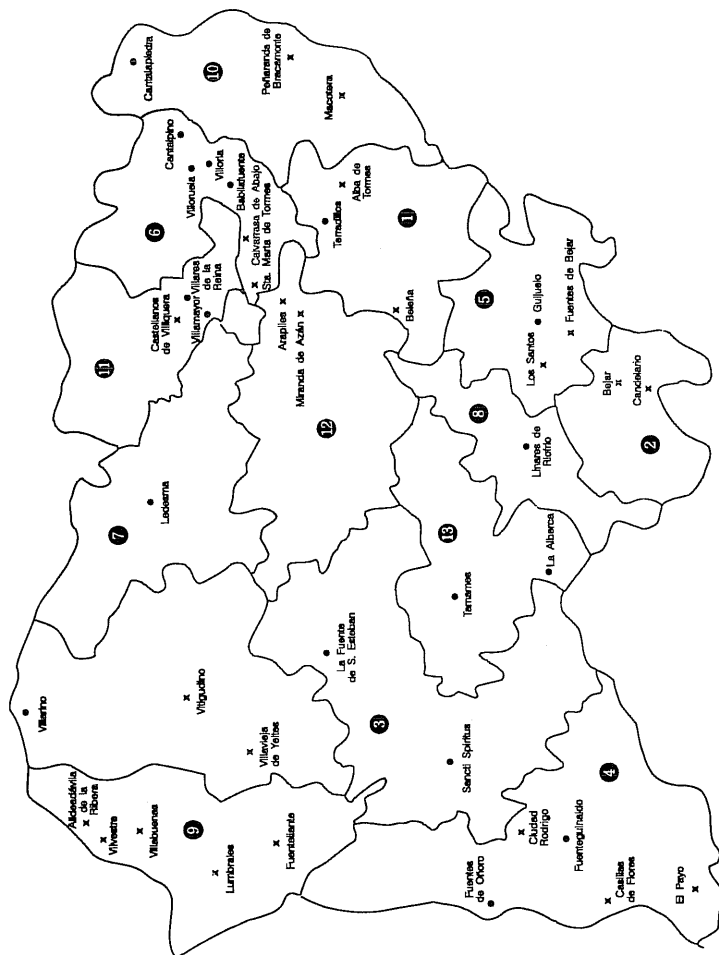 Villarino
Aldeadávila
de la
Ribera
Vilvestre
Villabuenas
9
Lumbrales
Fuenteliante
Vitigudino
Villavieja
de Yeltes
7
Ledesma
11
Castellanos
de Villiquera
Villamayor
Villares
de la
Reina
6
Cantalpino
Viloruela
Villoria
Babilafuente
Calvarrasa de Abajo
Sta. Marta de Tormes
Cantalapiedra
10
Peñaranda de
Bracamonte
Macotera
Arapiles
Miranda de Azán
12
Terradillos
Alba de
Tormes
1
Beleña
La Fuente
de S. Esteban
3
Sancti Spiritus
13
Tamames
La Alberca
8
Linares de
Riofrio
5
Los Santos
Guijuelo
Fuentes de Bejar
Bejar
Candelario
2
Fuentes
de Oñoro
Ciudad
Rodrigo
Fuenteguinaldo
4
Casillas
de Flores
El Payo